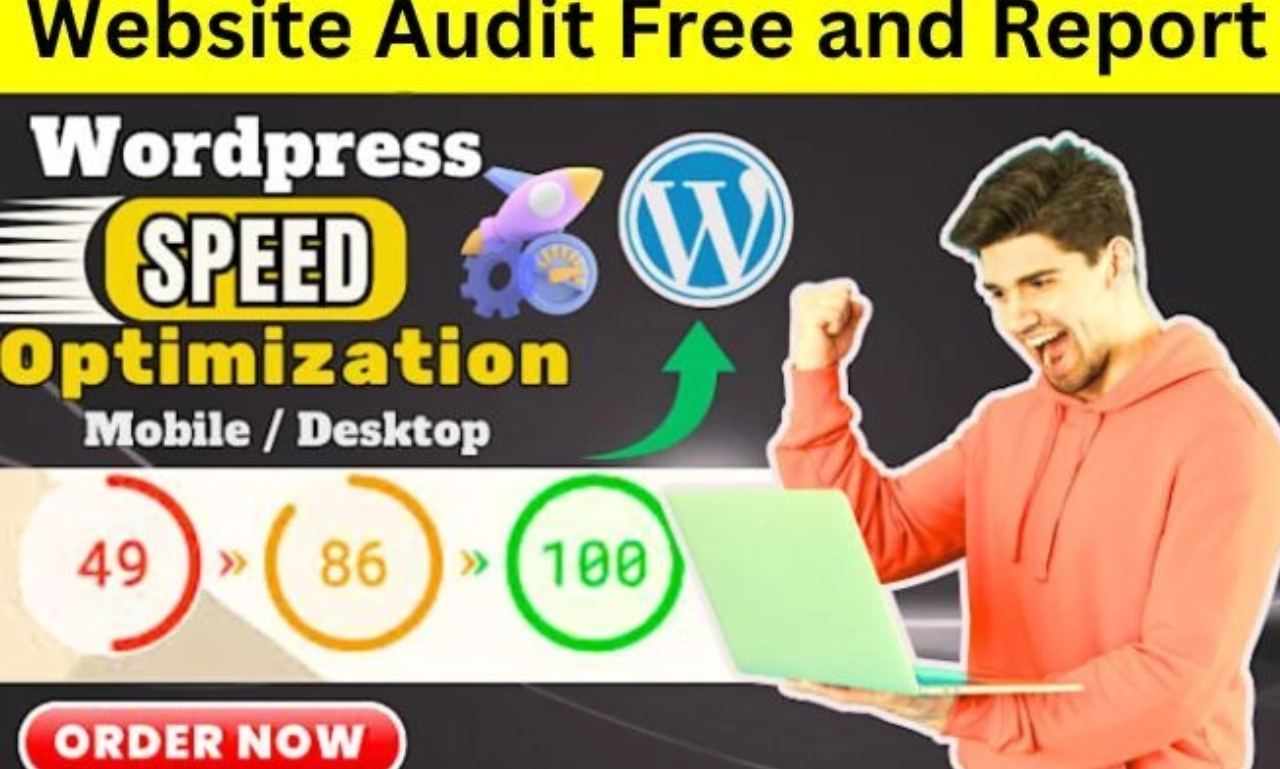 Website Audit Free and Report
Wordpress
SPEED
Optimization
Mobile / Desktop
W
49 » 86 » 100
ORDER NOW